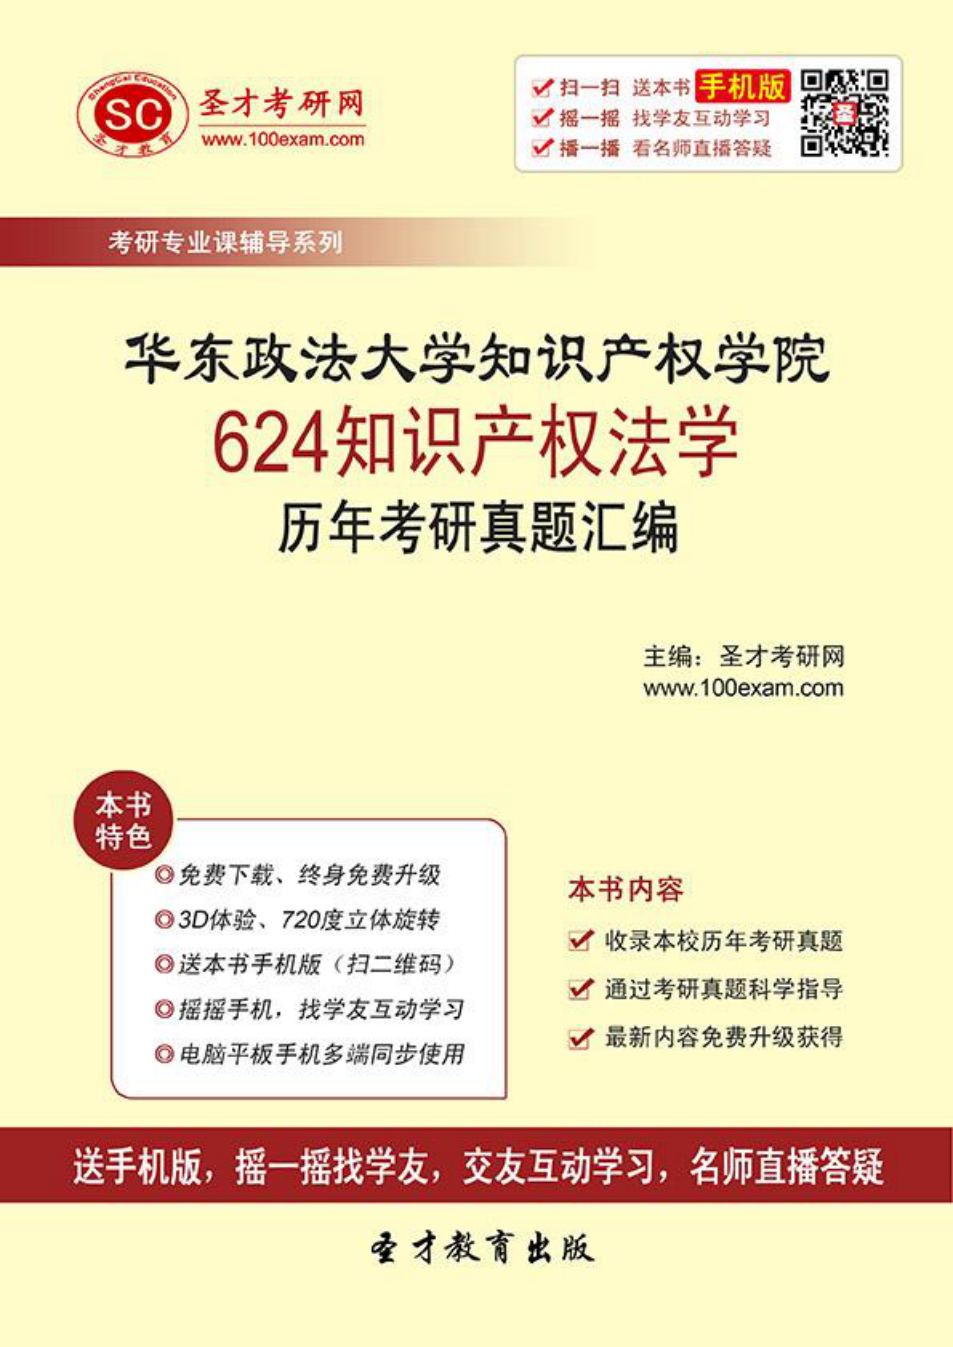 ShengCai Education
SC
圣才教育
圣才考研网
www.100exam.com
扫一扫 送本书 手机版
摇一摇 找学友互动学习
播一播 看名师直播答疑
圣
考研专业课辅导系列
华东政法大学知识产权学院
624知识产权法学
历年考研真题汇编
主编：圣才考研网
www.100exam.com
本书
特色
◎免费下载、终身免费升级
◎3D体验、720度立体旋转
◎送本书手机版（扫二维码）
◎摇摇手机，找学友互动学习
◎电脑平板手机多端同步使用
本书内容
收录本校历年考研真题
通过考研真题科学指导
最新内容免费升级获得
送手机版，摇一摇找学友，交友互动学习，名师直播答疑
圣才教育出版